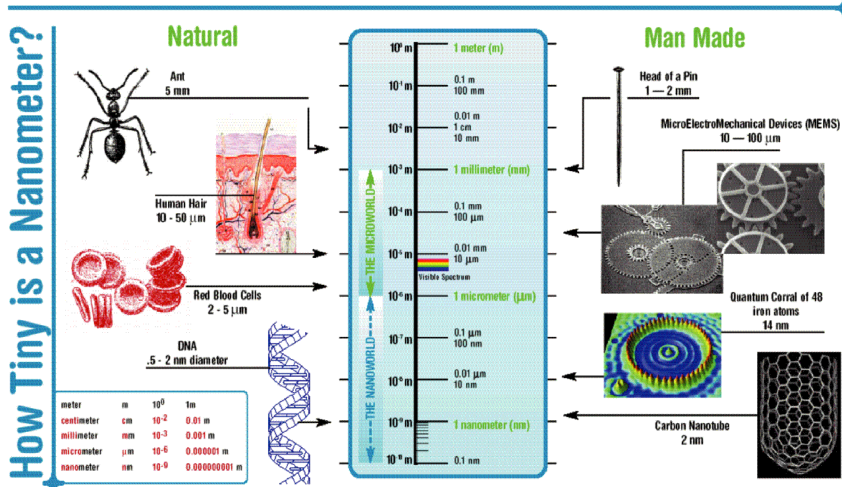 How Tiny is a Nanometer?
Natural
Ant
5 mm
Human Hair
10 - 50 µm
Red Blood Cells
2 - 5 µm
DNA
.5 - 2 nm diameter
meter m 10⁰ 1m
centimeter cm 10⁻² 0.01 m
millimeter mm 10⁻³ 0.001 m
micrometer µm 10⁻⁶ 0.000001 m
nanometer nm 10⁻⁹ 0.000000001 m
10⁰ m 1 meter (m)
10⁻¹ m 0.1 m
100 mm
10⁻² m 0.01 m
1 cm
10 mm
10⁻³ m 1 millimeter (mm)
10⁻⁴ m 0.1 mm
100 µm
10⁻⁵ m 0.01 mm
10 µm
Visible Spectrum
10⁻⁶ m 1 micrometer (µm)
10⁻⁷ m 0.1 µm
100 nm
10⁻⁸ m 0.01 µm
10 nm
10⁻⁹ m 1 nanometer (nm)
0.1 nm
THE MICROWORLD
THE NANOWORLD
Man Made
Head of a Pin
1 — 2 mm
MicroElectroMechanical Devices (MEMS)
10 — 100 µm
Quantum Corral of 48
iron atoms
14 nm
Carbon Nanotube
2 nm